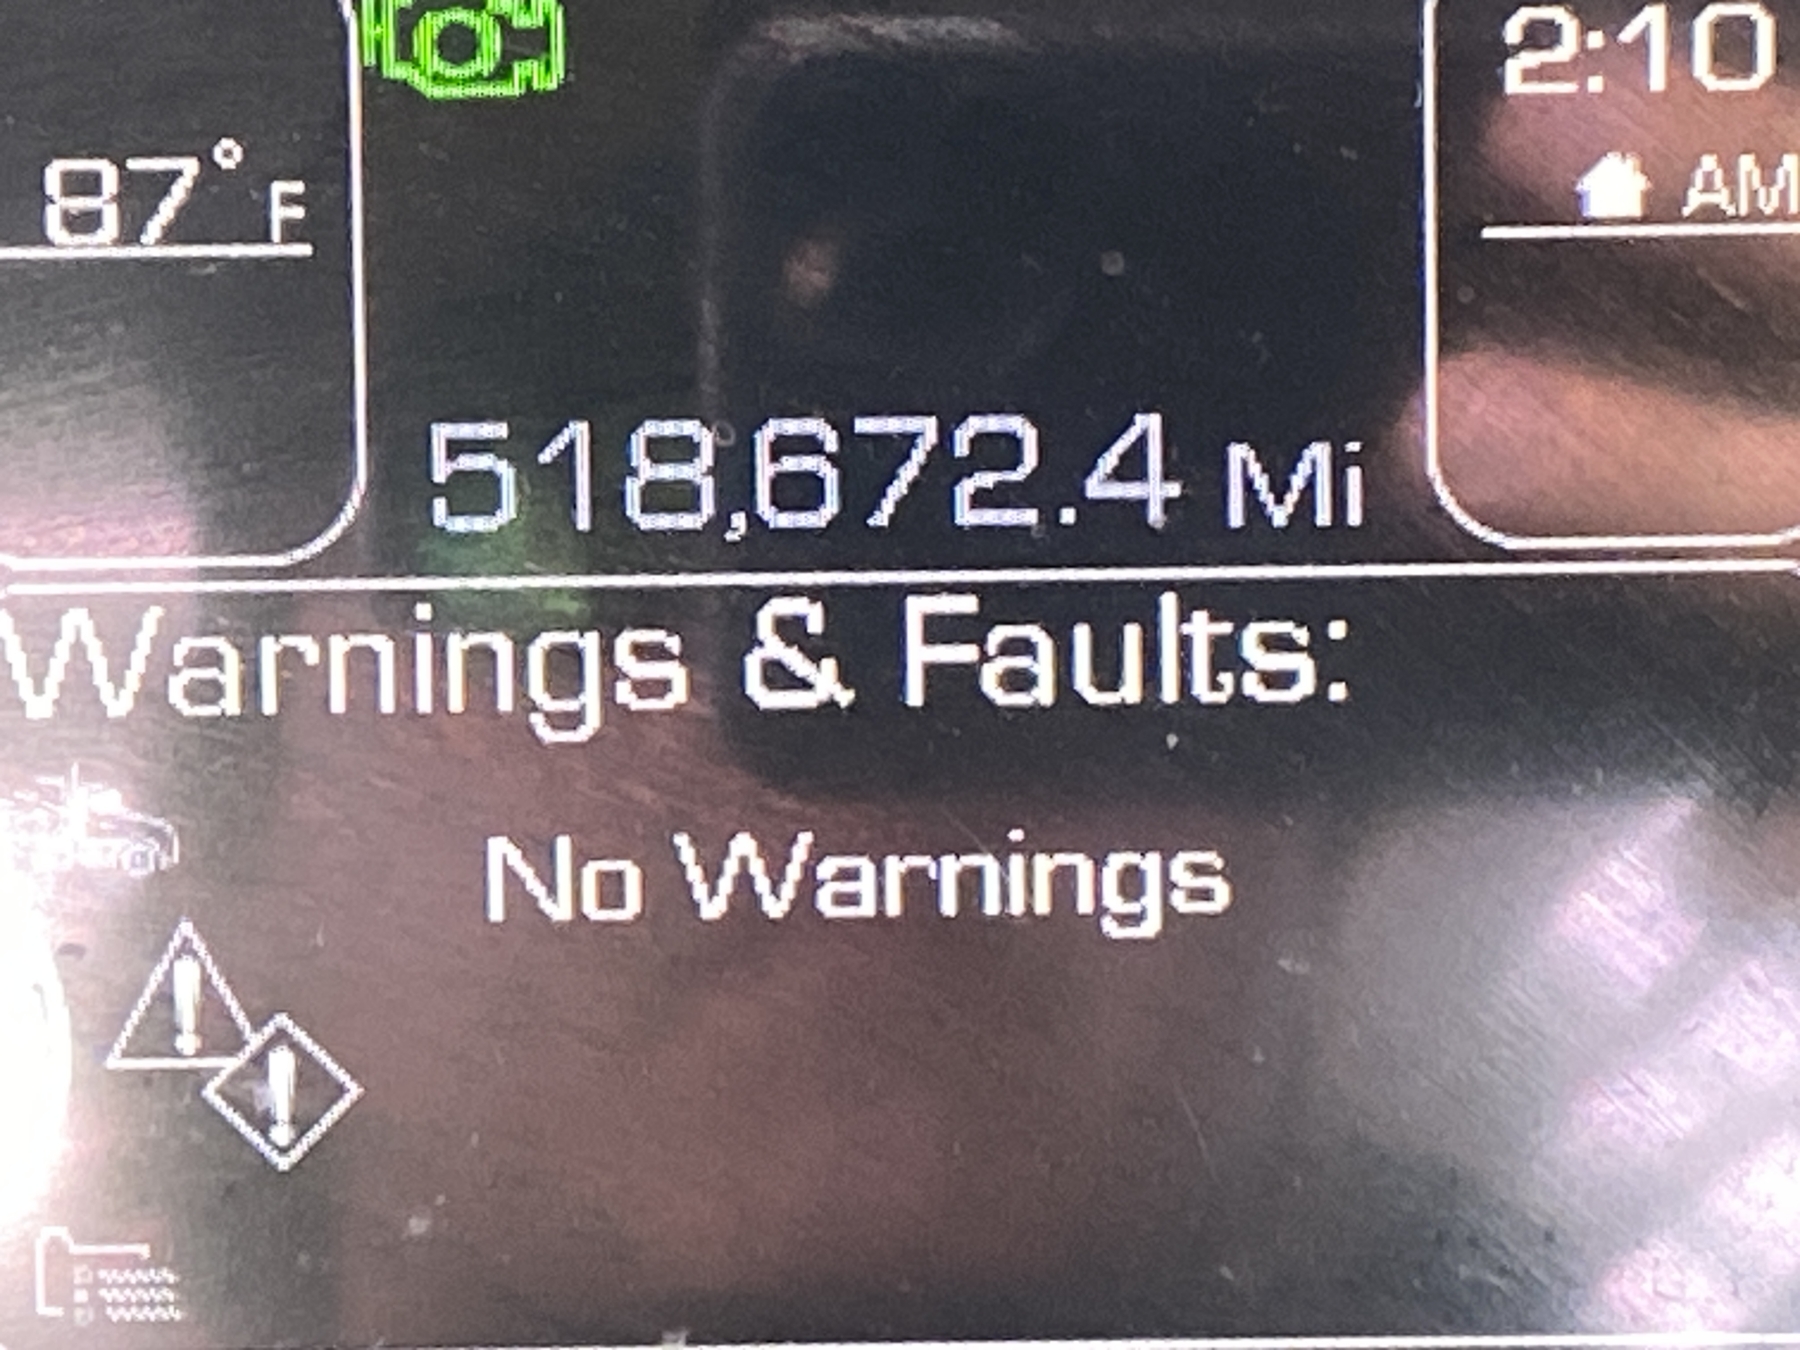 2:10
87° F
AM
518,672.4 Mi
Warnings & Faults:
No Warnings